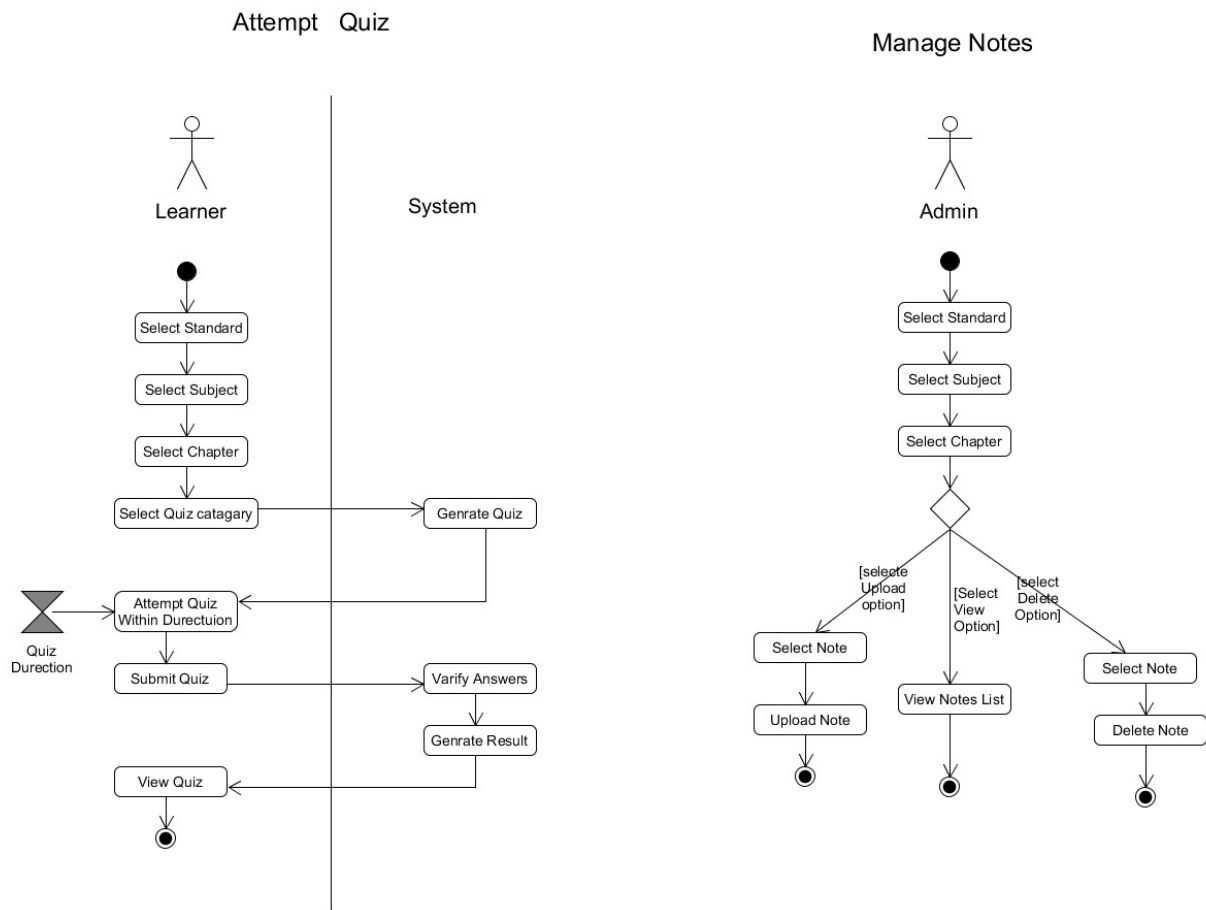 Attempt Quiz
Learner
System
Select Standard
Select Subject
Select Chapter
Select Quiz catagary
Genrate Quiz
Attempt Quiz
Within Durectuion
Quiz
Durection
Submit Quiz
Varify Answers
Genrate Result
View Quiz
Manage Notes
Admin
Select Standard
Select Subject
Select Chapter
[selecte
Upload
option]
[Select
View
Option]
[select
Delete
Option]
Select Note
Upload Note
View Notes List
Select Note
Delete Note